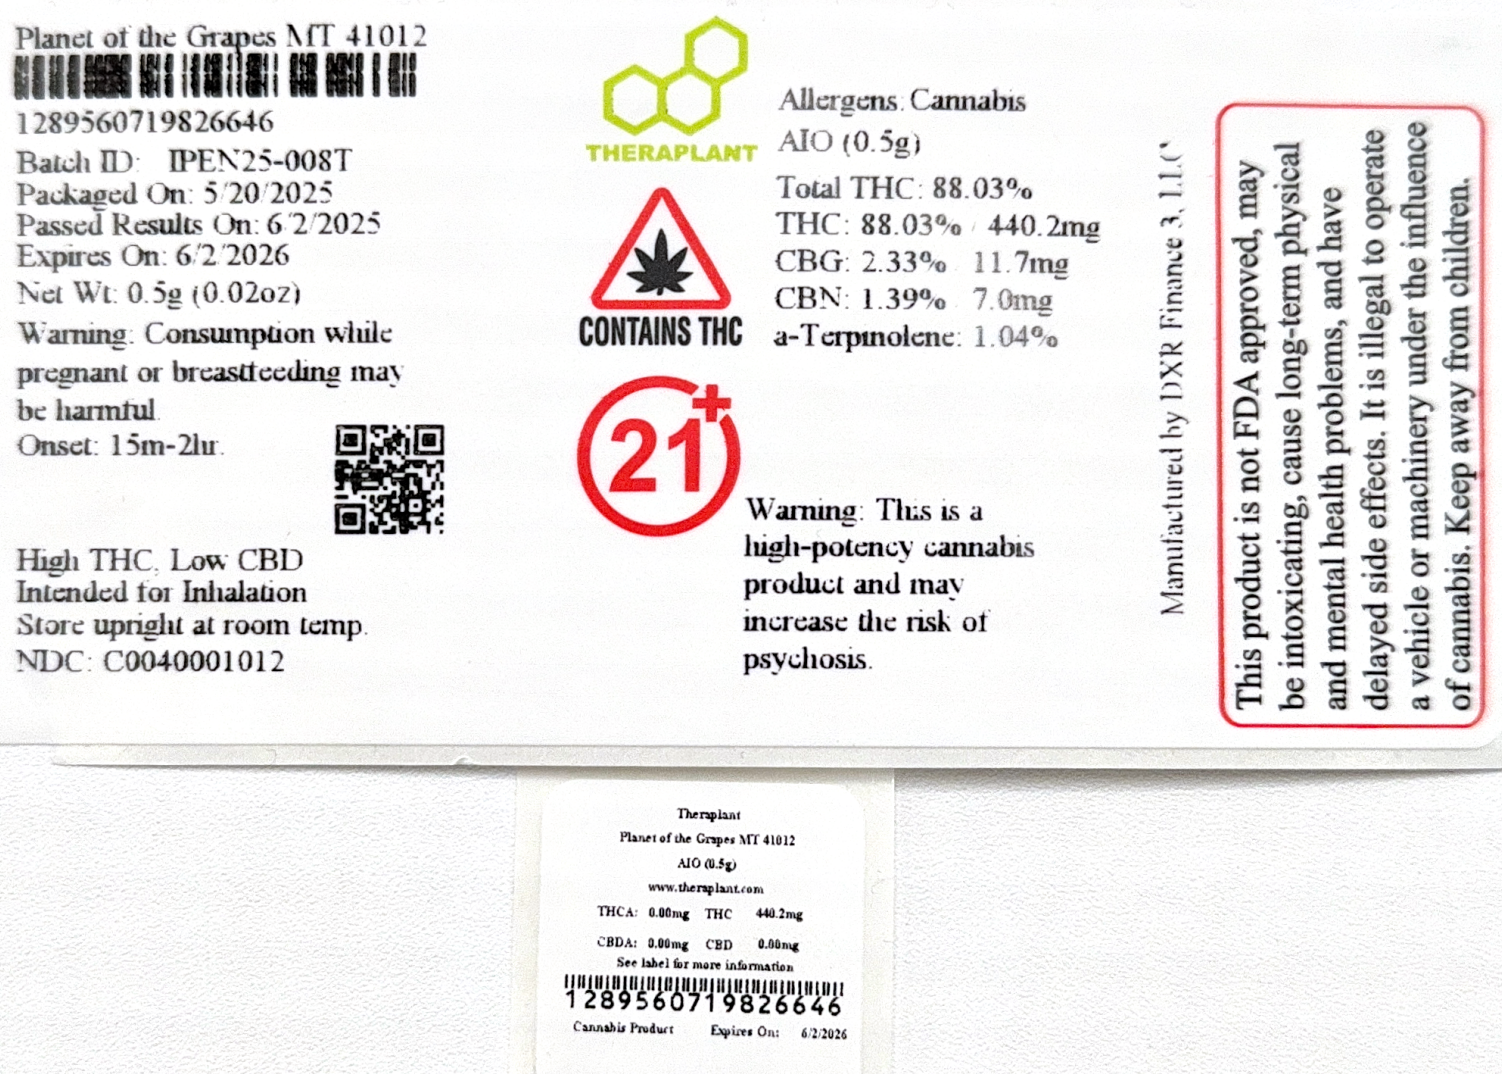 Planet of the Grapes MT 41012
1289560719826646
Batch ID: IPEN25-008T
Packaged On: 5/20/2025
Passed Results On: 6/2/2025
Expires On: 6/2/2026
Net Wt: 0.5g (0.02oz)
Warning: Consumption while
pregnant or breastfeeding may
be harmful.
Onset: 15m-2hr.
High THC, Low CBD
Intended for Inhalation
Store upright at room temp.
NDC: C0040001012
THERAPLANT
CONTAINS THC
21+
Allergens: Cannabis
AIO (0.5g)
Total THC: 88.03%
THC: 88.03% / 440.2mg
CBG: 2.33% 11.7mg
CBN: 1.39% 7.0mg
a-Terpinolene: 1.04%
Warning: This is a
high-potency cannabis
product and may
increase the risk of
psychosis.
Manufactured by DXR Finance 3, LLC
This product is not FDA approved, may
be intoxicating, cause long-term physical
and mental health problems, and have
delayed side effects. It is illegal to operate
a vehicle or machinery under the influence
of cannabis. Keep away from children.
Theraplant
Planet of the Grapes MT 41012
AIO (0.5g)
www.theraplant.com
THCA: 0.00mg THC 440.2mg
CBDA: 0.00mg CBD 0.00mg
See label for more information
1289560719826646
Cannabis Product Expires On: 6/2/2026